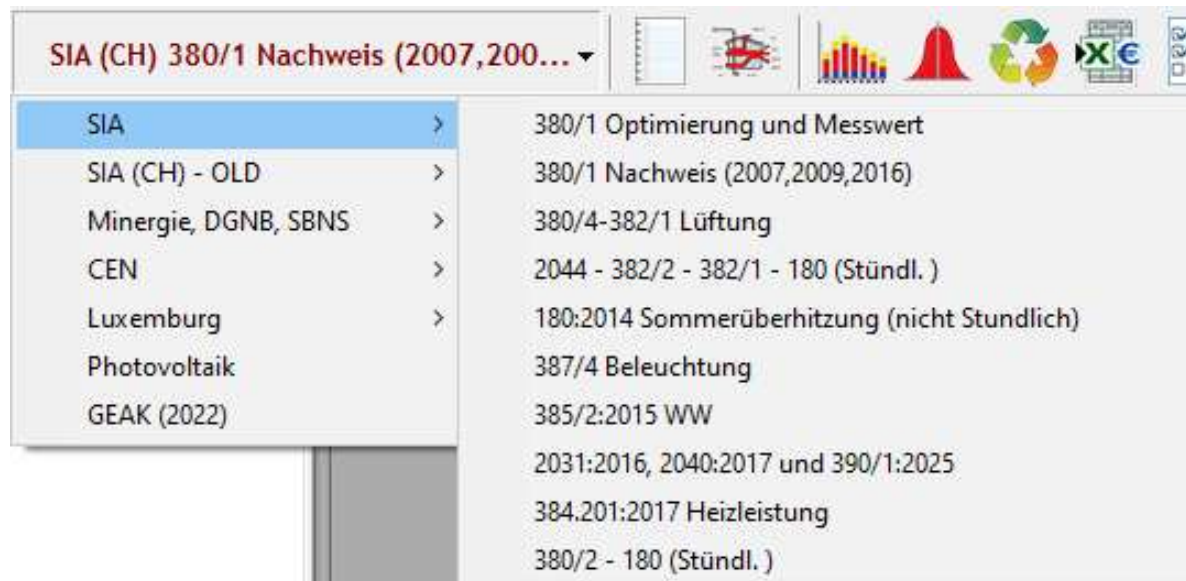 SIA (CH) 380/1 Nachweis (2007,200...
SIA
SIA (CH) - OLD
Minergie, DGNB, SBNS
CEN
Luxemburg
Photovoltaik
GEAK (2022)
380/1 Optimierung und Messwert
380/1 Nachweis (2007,2009,2016)
380/4-382/1 Lüftung
2044 - 382/2 - 382/1 - 180 (Stündl. )
180:2014 Sommerüberhitzung (nicht Stundlich)
387/4 Beleuchtung
385/2:2015 WW
2031:2016, 2040:2017 und 390/1:2025
384.201:2017 Heizleistung
380/2 - 180 (Stündl. )